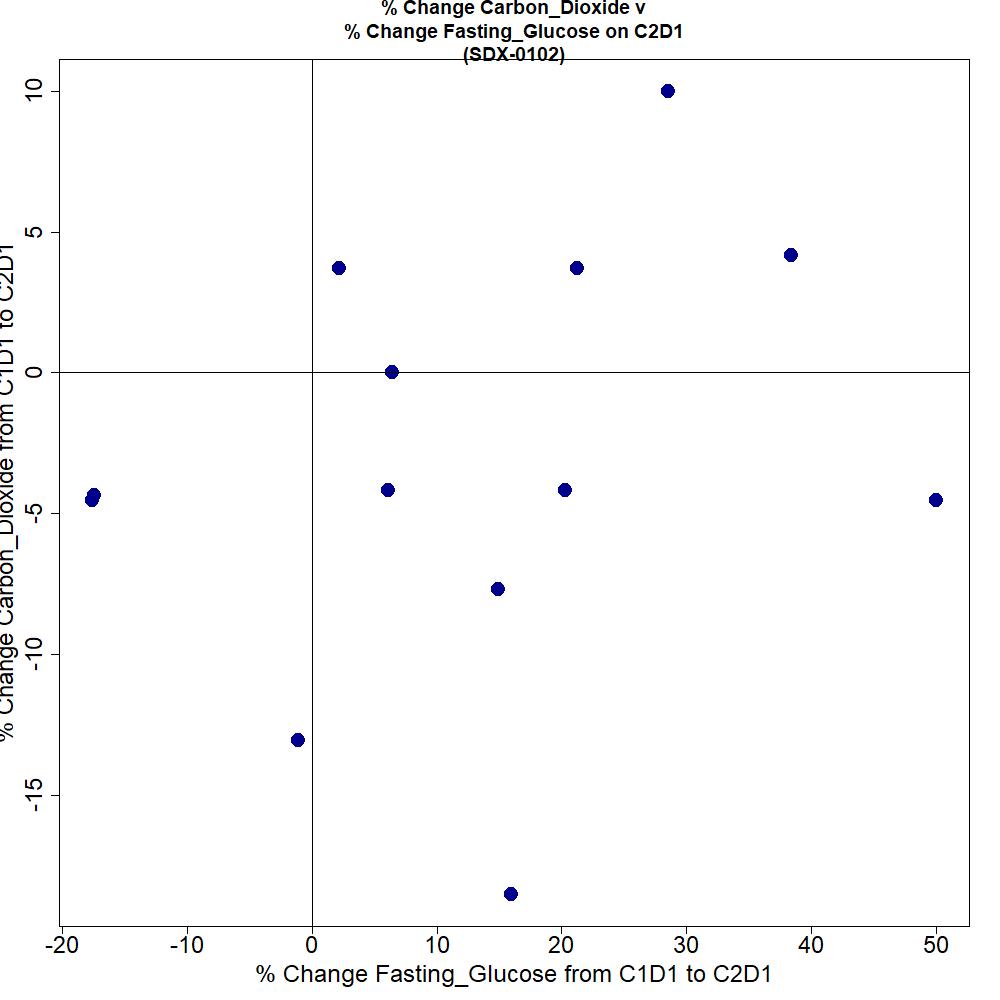 % Change Carbon_Dioxide v
% Change Fasting_Glucose on C2D1
(SDX-0102)
% Change Carbon_Dioxide from C1D1 to C2D1
10
5
0
-5
-10
-15
-20 -10 0 10 20 30 40 50
% Change Fasting_Glucose from C1D1 to C2D1